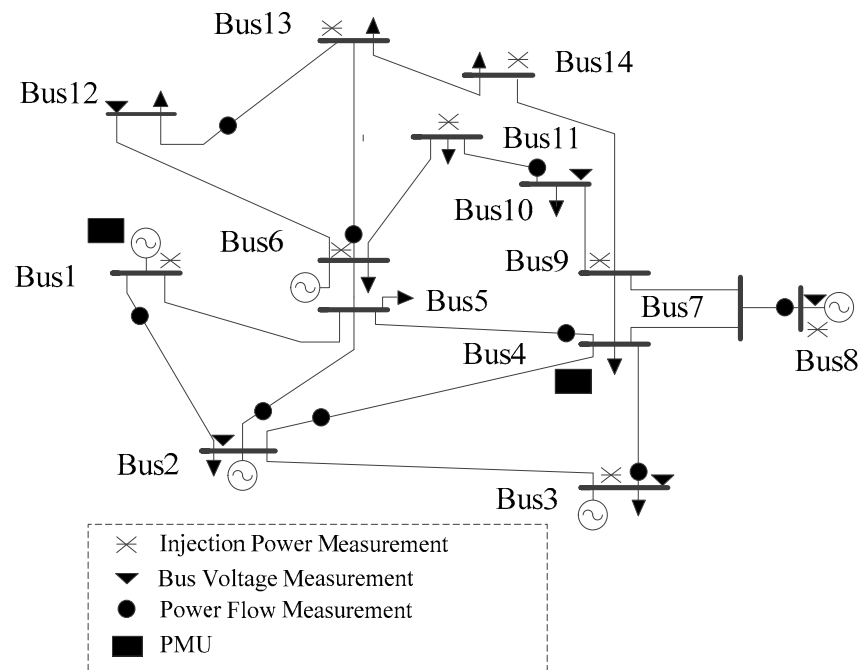 Bus13
Bus14
Bus12
Bus11
Bus10
Bus6
Bus9
Bus1
Bus5
Bus7
Bus4
Bus8
Bus2
Bus3
Injection Power Measurement
Bus Voltage Measurement
Power Flow Measurement
PMU